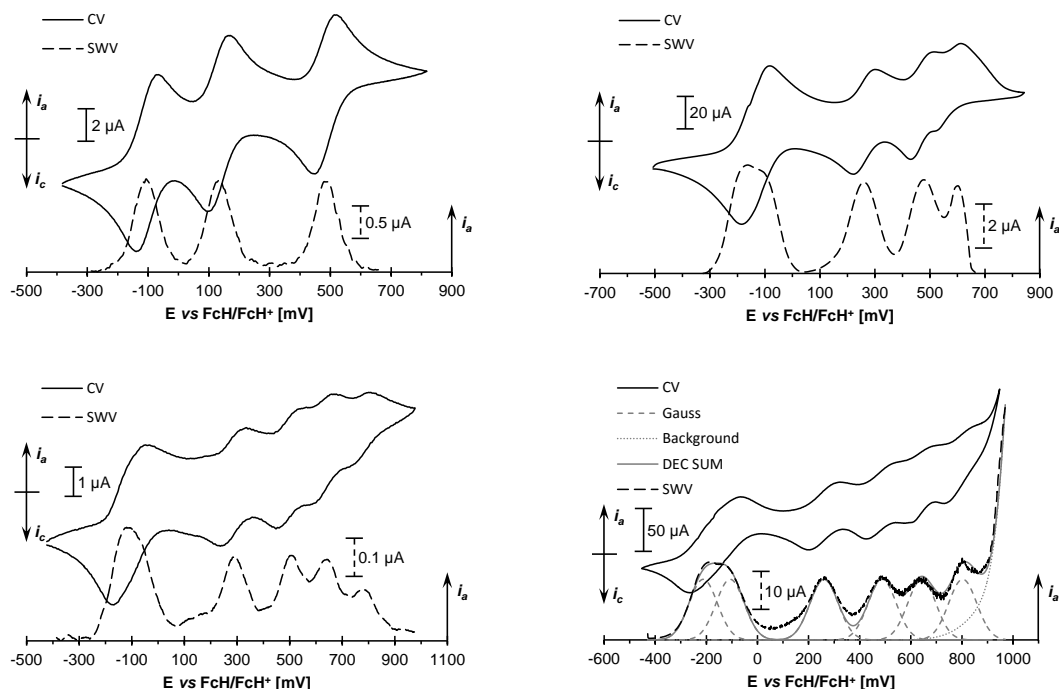 CV
SWV
i_a
i_c
2 µA
0.5 µA
i_a
-500 -300 -100 100 300 500 700 900
E vs FcH/FcH⁺ [mV]
CV
SWV
i_a
i_c
20 µA
2 µA
i_a
-700 -500 -300 -100 100 300 500 700 900
E vs FcH/FcH⁺ [mV]
CV
SWV
i_a
i_c
1 µA
0.1 µA
i_a
-500 -300 -100 100 300 500 700 900 1100
E vs FcH/FcH⁺ [mV]
CV
Gauss
Background
DEC SUM
SWV
i_a
i_c
50 µA
10 µA
i_a
-600 -400 -200 0 200 400 600 800 1000
E vs FcH/FcH⁺ [mV]